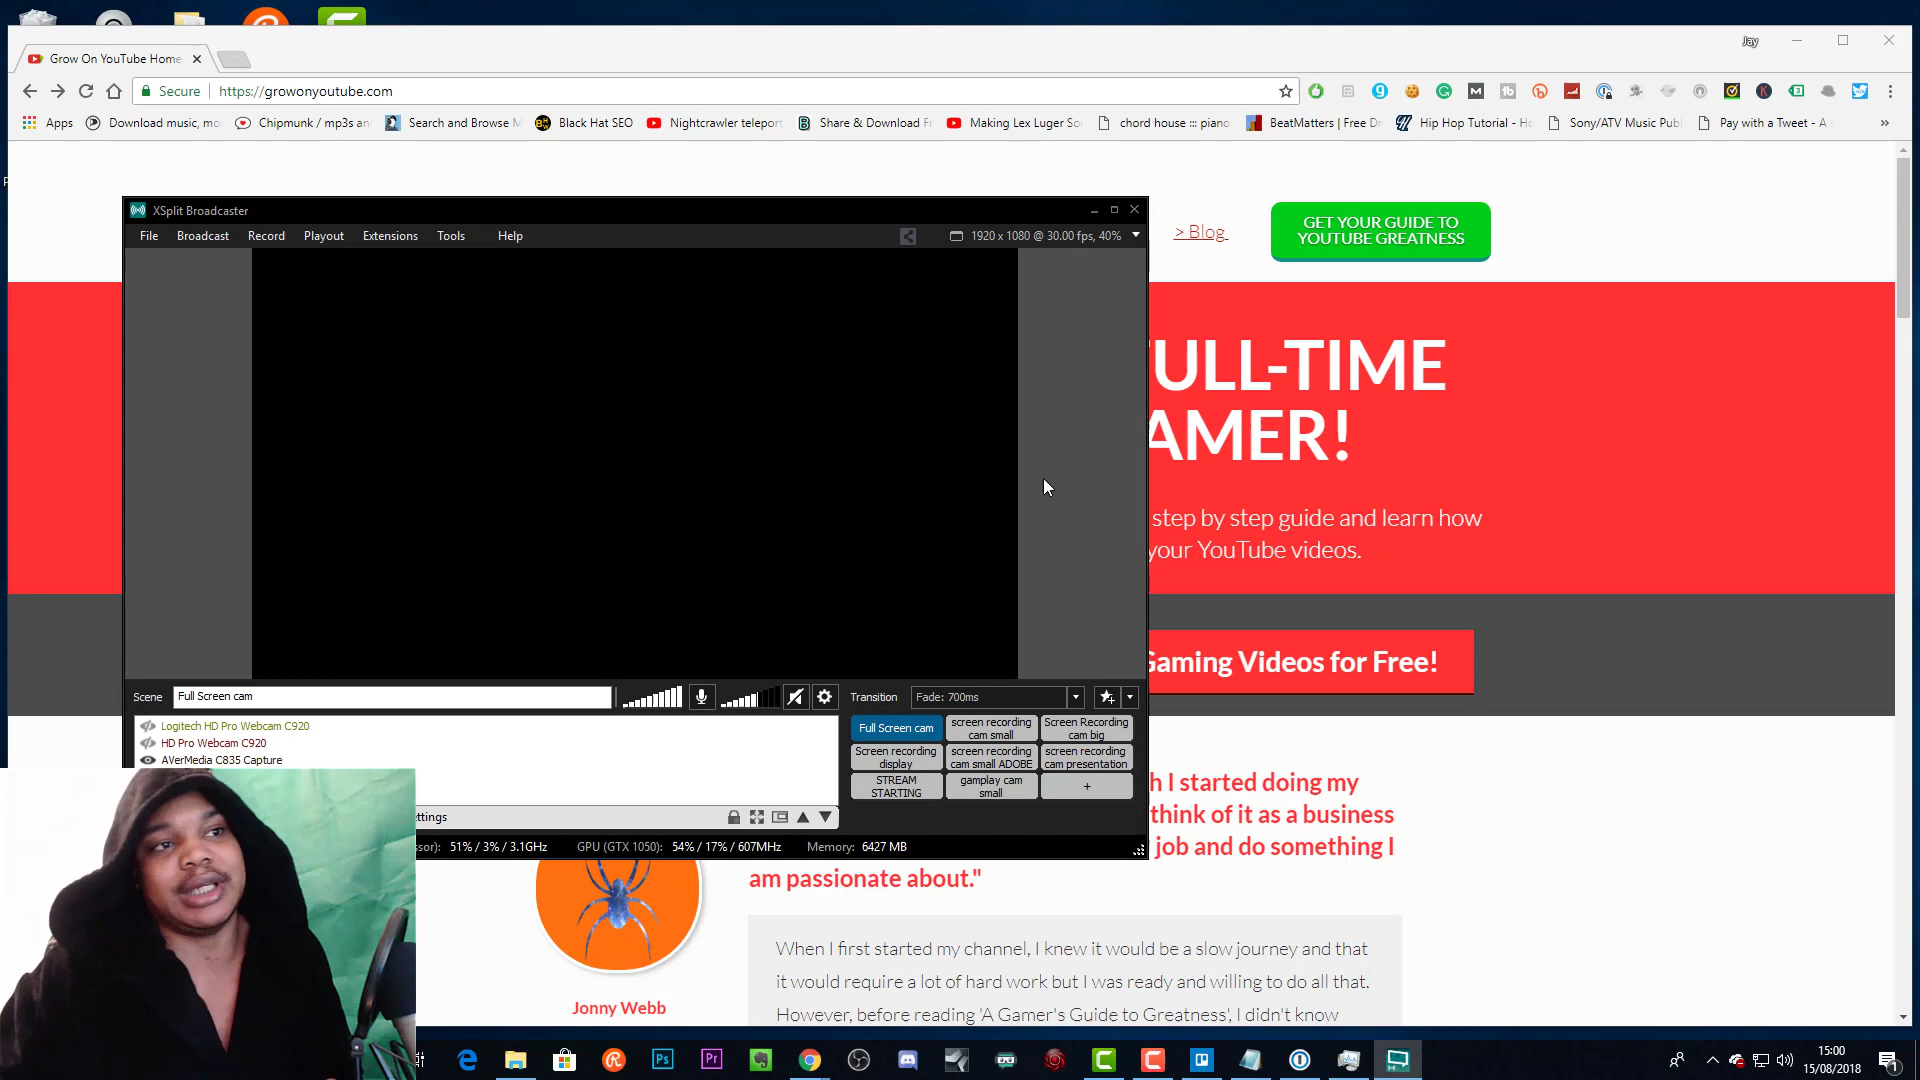 Grow On YouTube Home
Jay
Secure
https://growonyoutube.com
Apps
Download music, mo
Chipmunk / mp3s an
Search and Browse M
Black Hat SEO
Nightcrawler teleport
Share & Download F
Making Lex Luger So
chord house ::: piano
BeatMatters | Free D
Hip Hop Tutorial - Ho
Sony/ATV Music Pub
Pay with a Tweet - A
»
XSplit Broadcaster
File
Broadcast
Record
Playout
Extensions
Tools
Help
1920 x 1080 @ 30.00 fps, 40%
> Blog
GET YOUR GUIDE TO
YOUTUBE GREATNESS
FULL-TIME
AMER!
step by step guide and learn how
your YouTube videos.
Gaming Videos for Free!
Scene
Full Screen cam
Transition
Fade: 700ms
Logitech HD Pro Webcam C920
HD Pro Webcam C920
AVerMedia C835 Capture
Full Screen cam
screen recording
cam small
Screen Recording
cam big
Screen recording
display
screen recording
cam small ADOBE
screen recording
cam presentation
STREAM
STARTING
gamplay cam
small
+
ettings
ssor): 51% / 3% / 3.1GHz
GPU (GTX 1050): 54% / 17% / 607MHz
Memory: 6427 MB
h I started doing my
think of it as a business
job and do something I
am passionate about."
When I first started my channel, I knew it would be a slow journey and that
it would require a lot of hard work but I was ready and willing to do all that.
However, before reading 'A Gamer's Guide to Greatness', I didn't know
Jonny Webb
15:00
15/08/2018